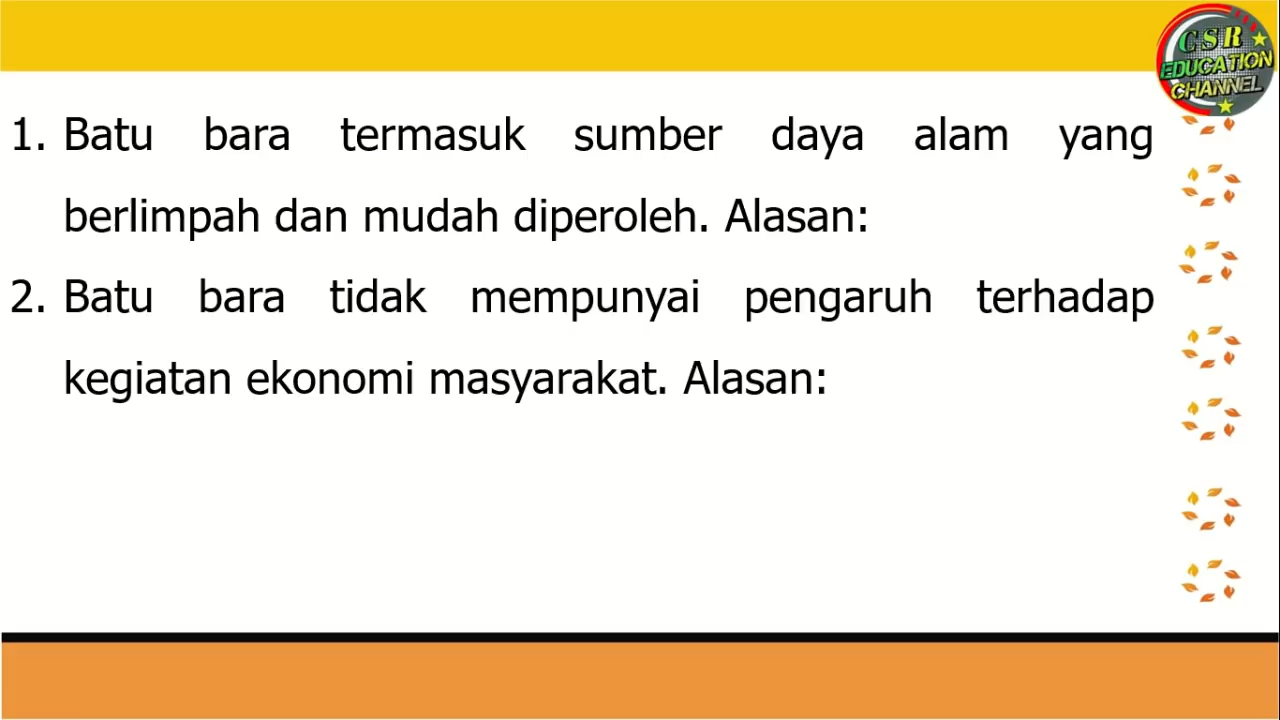 CSR
EDUCATION
CHANNEL
1. Batu bara termasuk sumber daya alam yang
berlimpah dan mudah diperoleh. Alasan:
2. Batu bara tidak mempunyai pengaruh terhadap
kegiatan ekonomi masyarakat. Alasan: